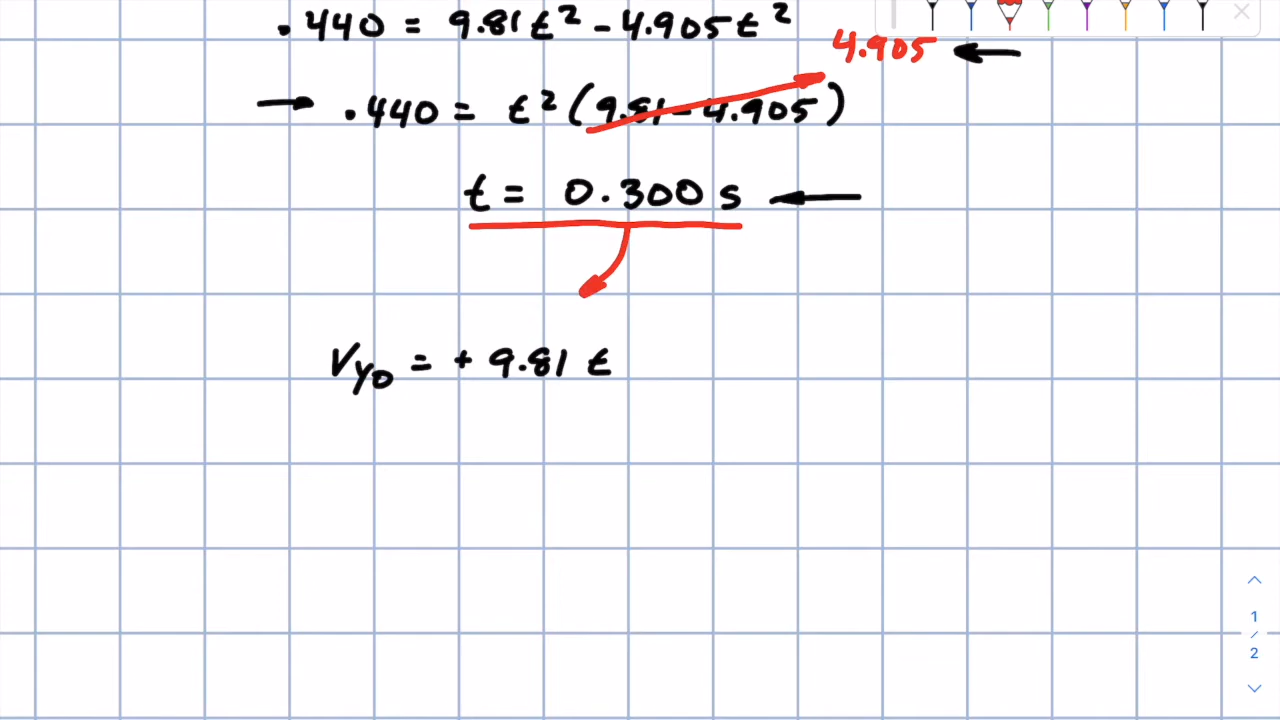 .440 = 9.81t² - 4.905t²
4.905 ←
→ .440 = t² (9.81 - 4.905)
t = 0.300 s ←
Vy0 = + 9.81 t
1
/
2